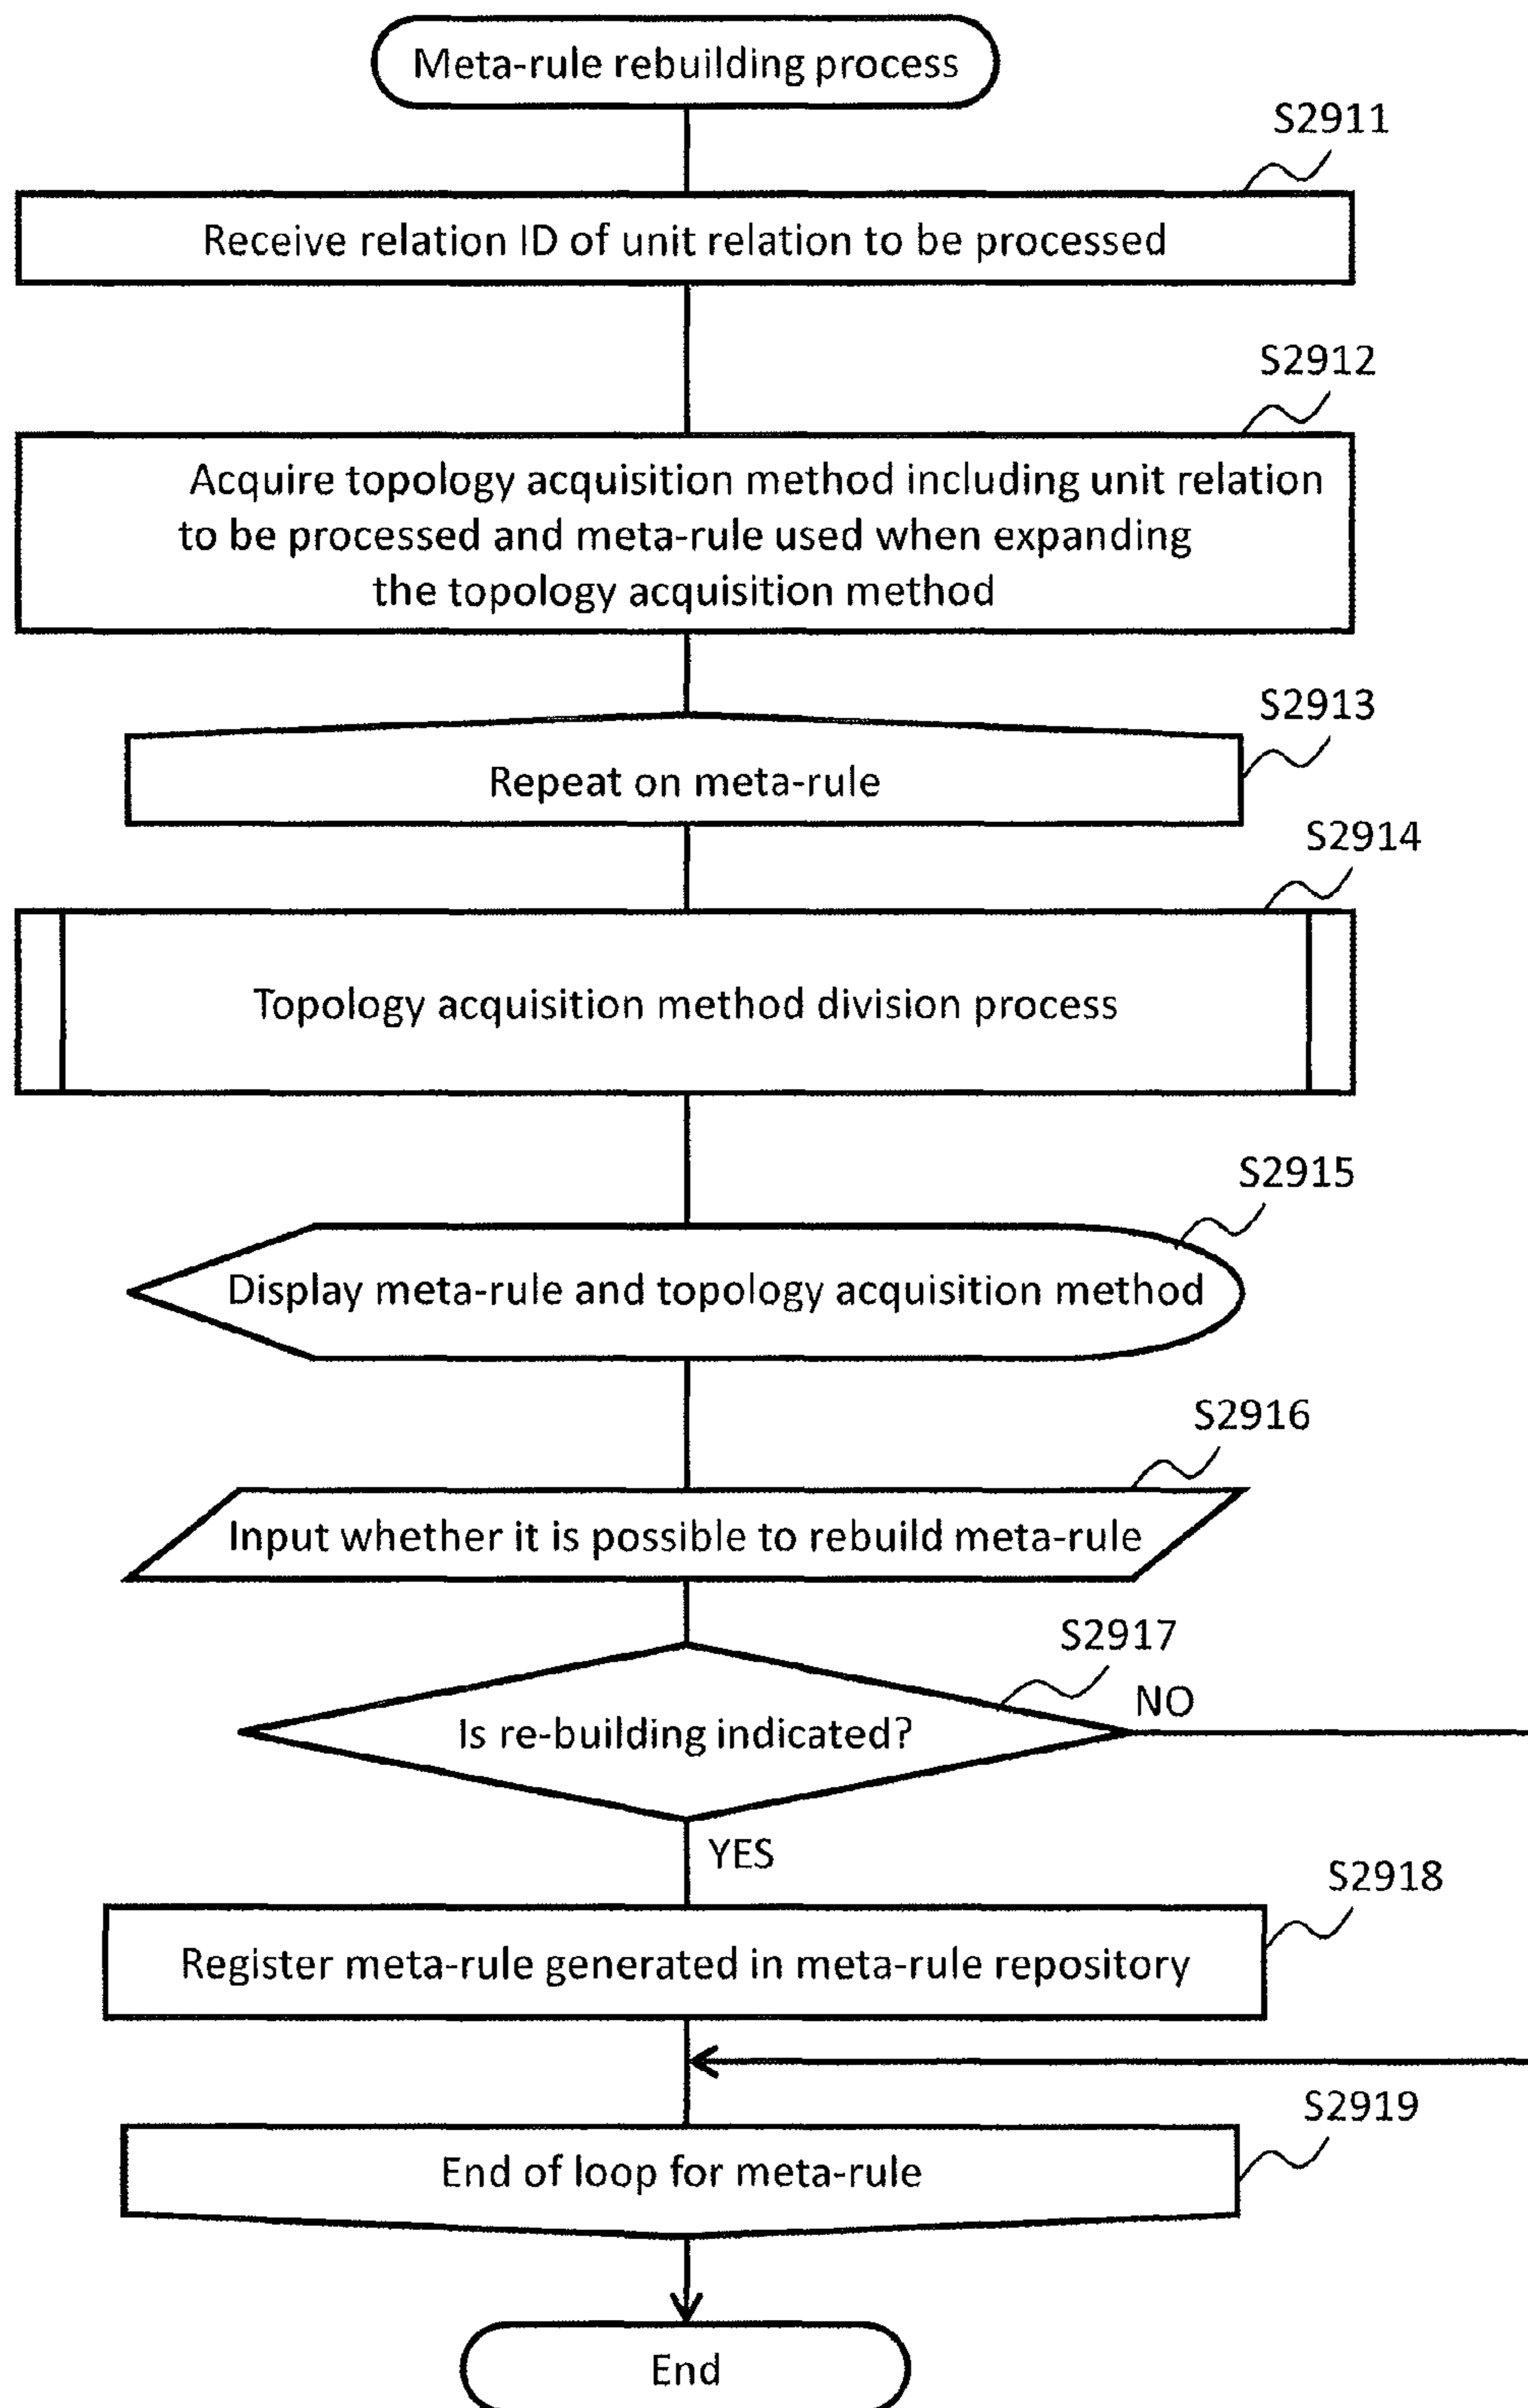 Meta-rule rebuilding process
S2911
Receive relation ID of unit relation to be processed
S2912
Acquire topology acquisition method including unit relation
to be processed and meta-rule used when expanding
the topology acquisition method
S2913
Repeat on meta-rule
S2914
Topology acquisition method division process
S2915
Display meta-rule and topology acquisition method
S2916
Input whether it is possible to rebuild meta-rule
S2917
Is re-building indicated?
NO
YES
S2918
Register meta-rule generated in meta-rule repository
S2919
End of loop for meta-rule
End